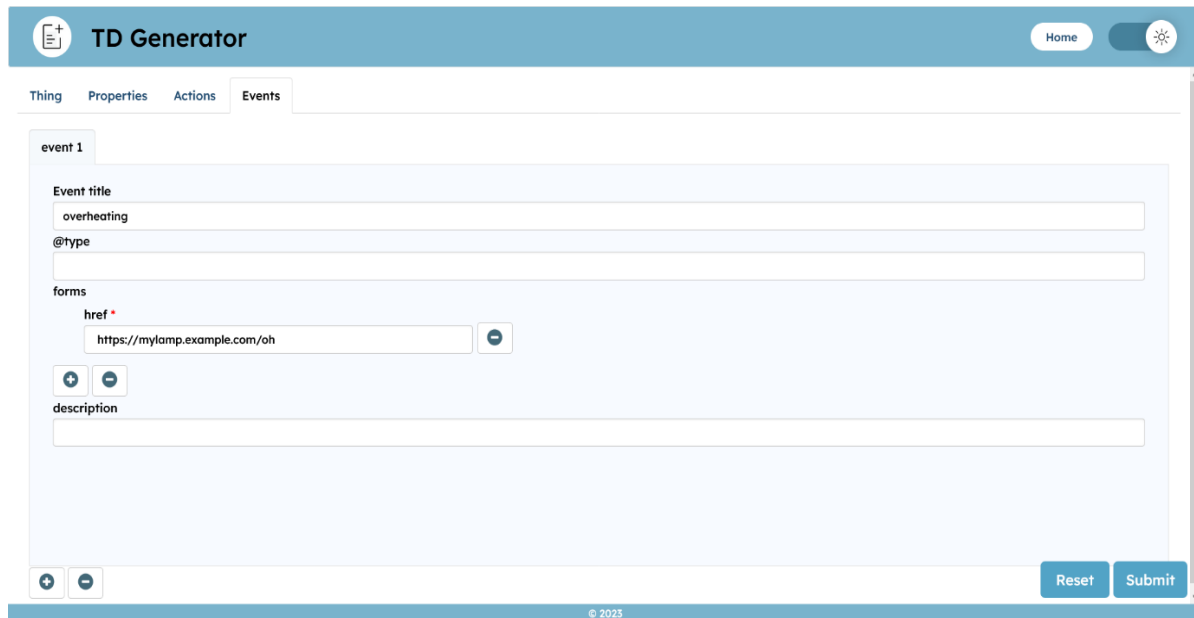 TD Generator
Home
Thing Properties Actions Events
event 1
Event title
overheating
@type
forms
href *
https://mylamp.example.com/oh
description
Reset Submit
© 2023